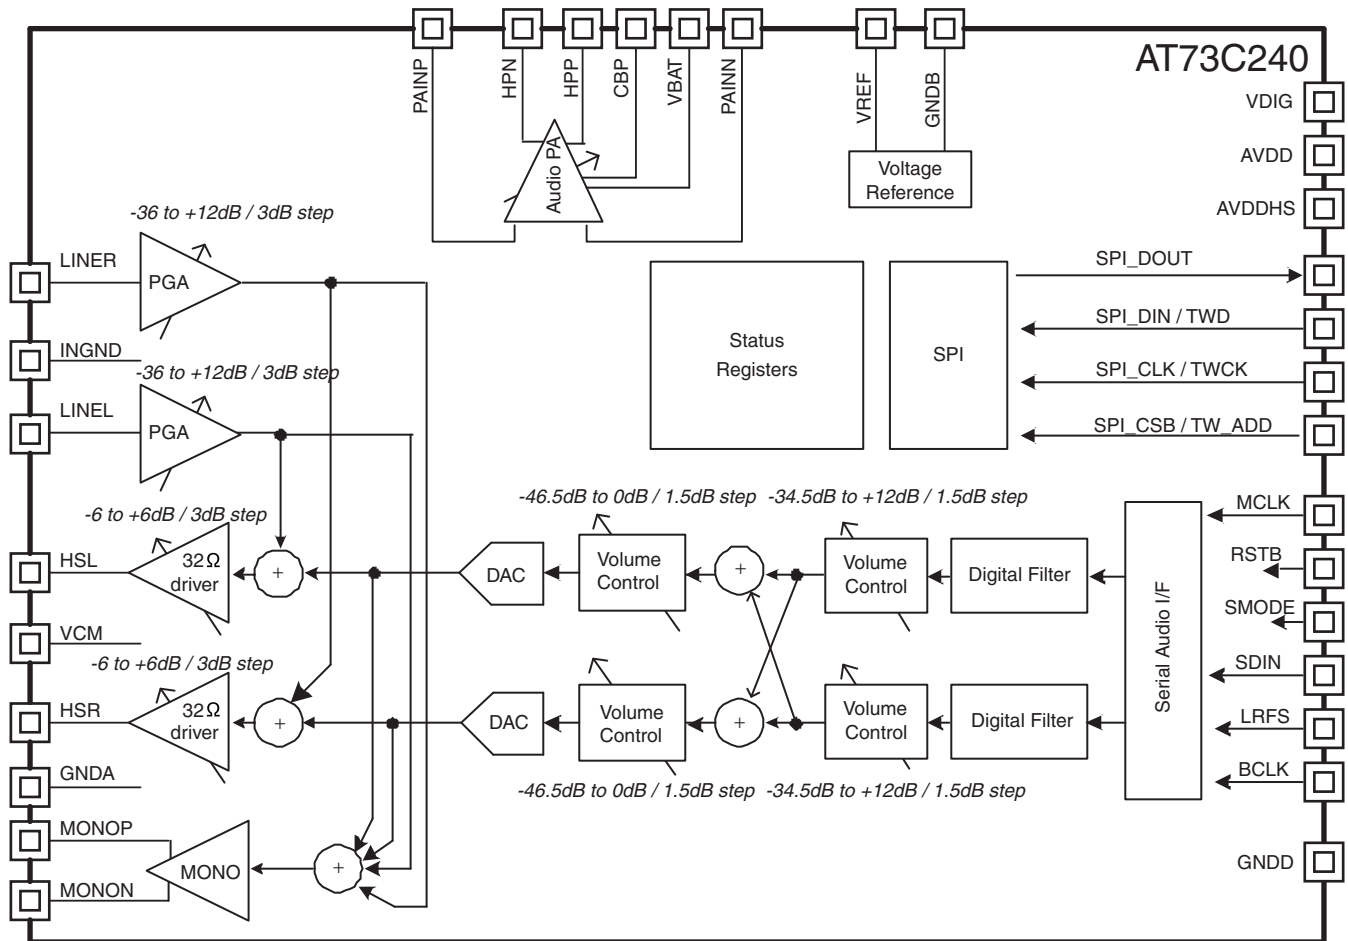 AT73C240
PAINP
HPN
HPP
CBP
VBAT
PAINN
VREF
GNDB
Audio PA
Voltage
Reference
VDIG
AVDD
AVDDHS
-36 to +12dB / 3dB step
LINER
PGA
INGND
-36 to +12dB / 3dB step
LINEL
PGA
Status
Registers
SPI
SPI_DOUT
SPI_DIN / TWD
SPI_CLK / TWCK
SPI_CSB / TW_ADD
-6 to +6dB / 3dB step
HSL
32Ω
driver
+
DAC
-46.5dB to 0dB / 1.5dB step
Volume
Control
+
-34.5dB to +12dB / 1.5dB step
Volume
Control
Digital Filter
Serial Audio I/F
MCLK
RSTB
SMODE
SDIN
LRFS
BCLK
VCM
-6 to +6dB / 3dB step
HSR
32Ω
driver
+
DAC
Volume
Control
-46.5dB to 0dB / 1.5dB step
+
Volume
Control
-34.5dB to +12dB / 1.5dB step
Digital Filter
GNDA
MONOP
MONO
+
MONON
GNDD